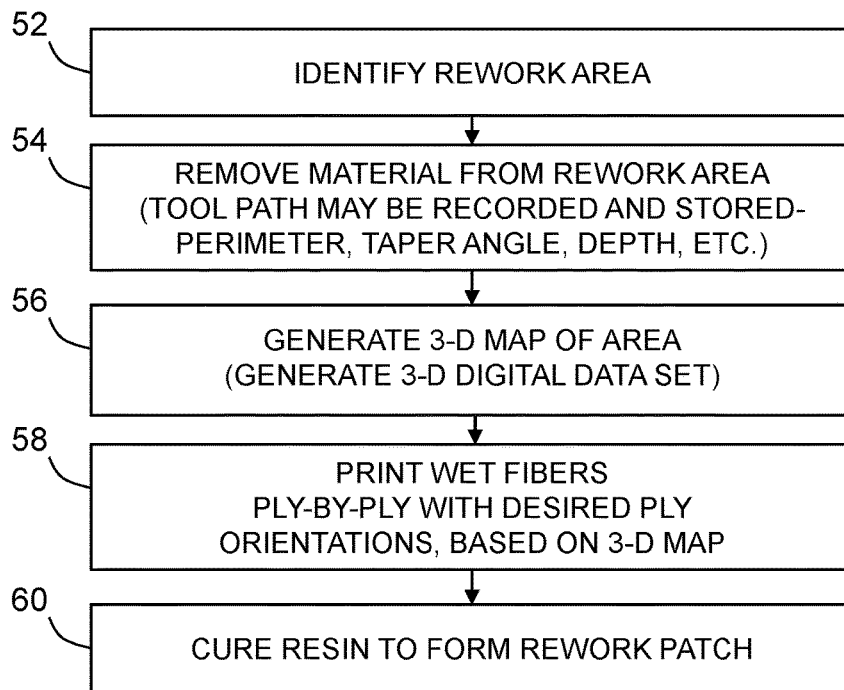 52
IDENTIFY REWORK AREA
54
REMOVE MATERIAL FROM REWORK AREA
(TOOL PATH MAY BE RECORDED AND STORED-
PERIMETER, TAPER ANGLE, DEPTH, ETC.)
56
GENERATE 3-D MAP OF AREA
(GENERATE 3-D DIGITAL DATA SET)
58
PRINT WET FIBERS
PLY-BY-PLY WITH DESIRED PLY
ORIENTATIONS, BASED ON 3-D MAP
60
CURE RESIN TO FORM REWORK PATCH